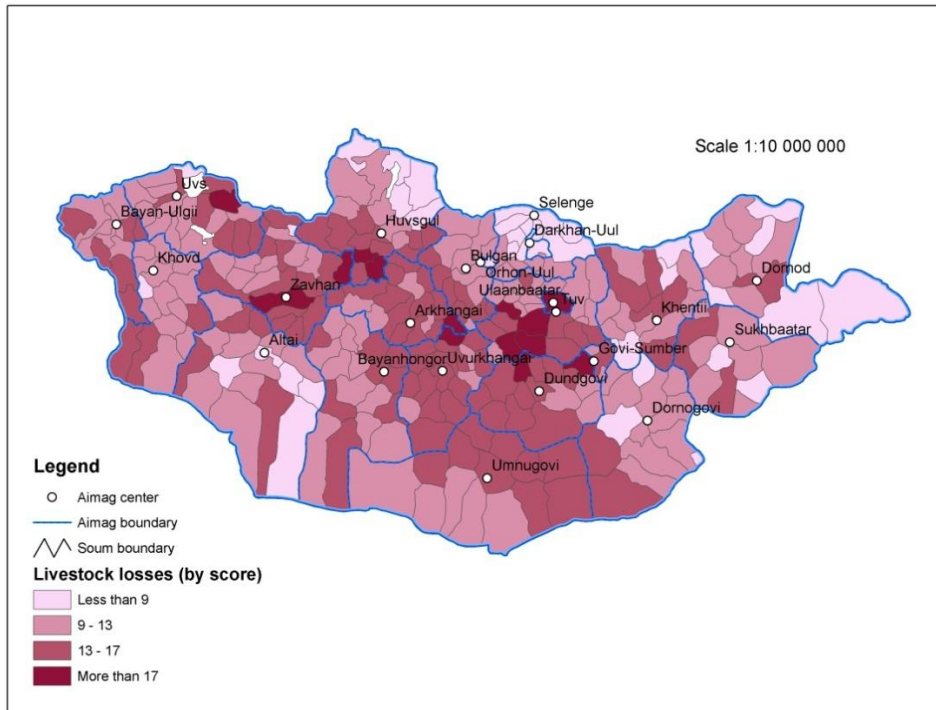 Scale 1:10 000 000
Uvs
Bayan-Ulgii
Selenge
Huvsgul
Darkhan-Uul
Khovd
Bulgan
Orhon-Uul
Dornod
Zavhan
Ulaanbaatar
Tuv
Arkhangai
Khentii
Sukhbaatar
Altai
Bayanhongor
Uvurkhangai
Govi-Sumber
Dundgovi
Dornogovi
Umnugovi
Legend
Aimag center
Aimag boundary
Soum boundary
Livestock losses (by score)
Less than 9
9 - 13
13 - 17
More than 17